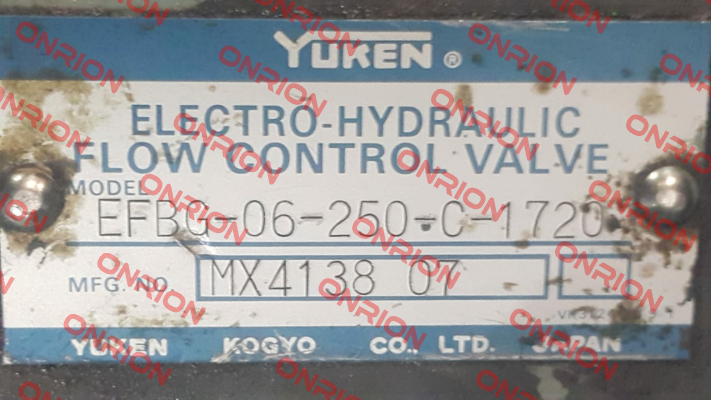 YUKEN ®
ELECTRO-HYDRAULIC
FLOW CONTROL VALVE
MODEL
EFBG-06-250-C-1720
MFG. NO. MX4138 07
YUKEN KOGYO CO., LTD. JAPAN
ONRION